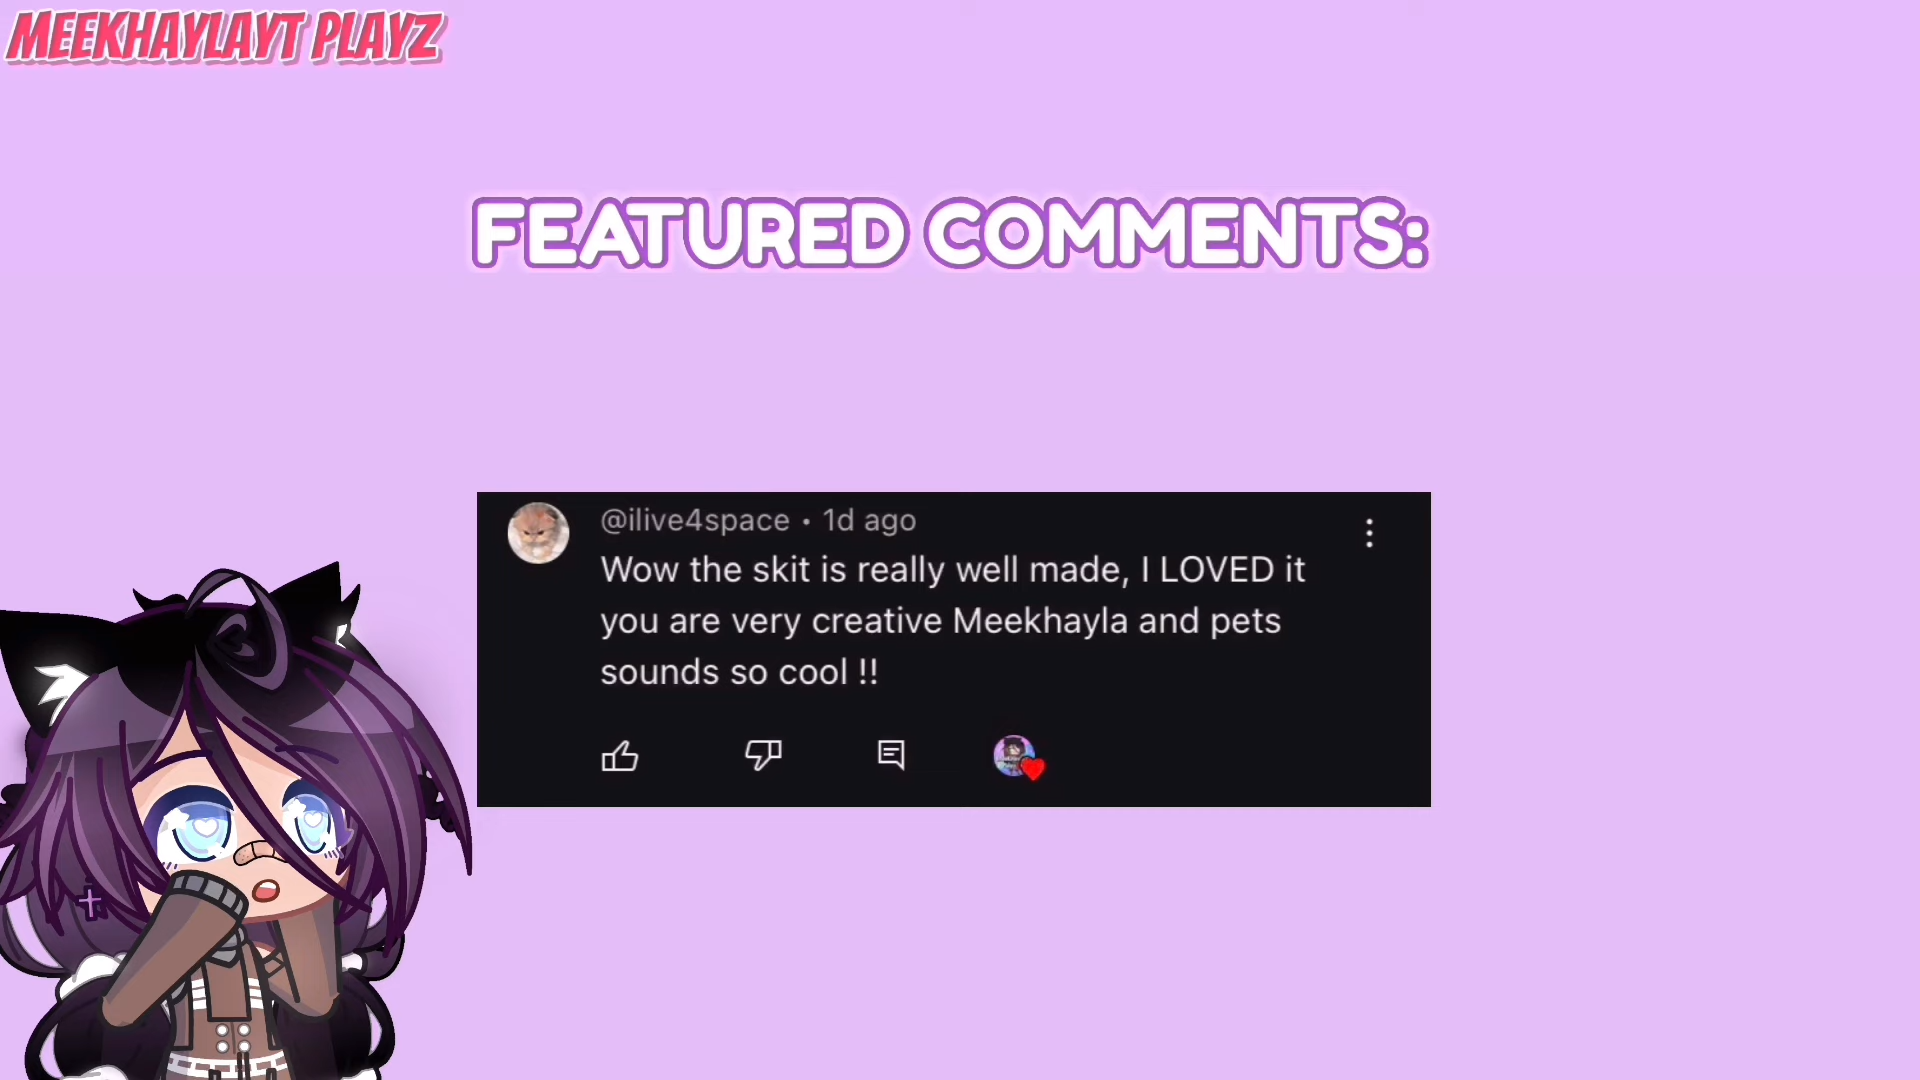 MEEKHAYLAYT PLAYZ
FEATURED COMMENTS:
@ilive4space • 1d ago
Wow the skit is really well made, I LOVED it
you are very creative Meekhayla and pets
sounds so cool !!